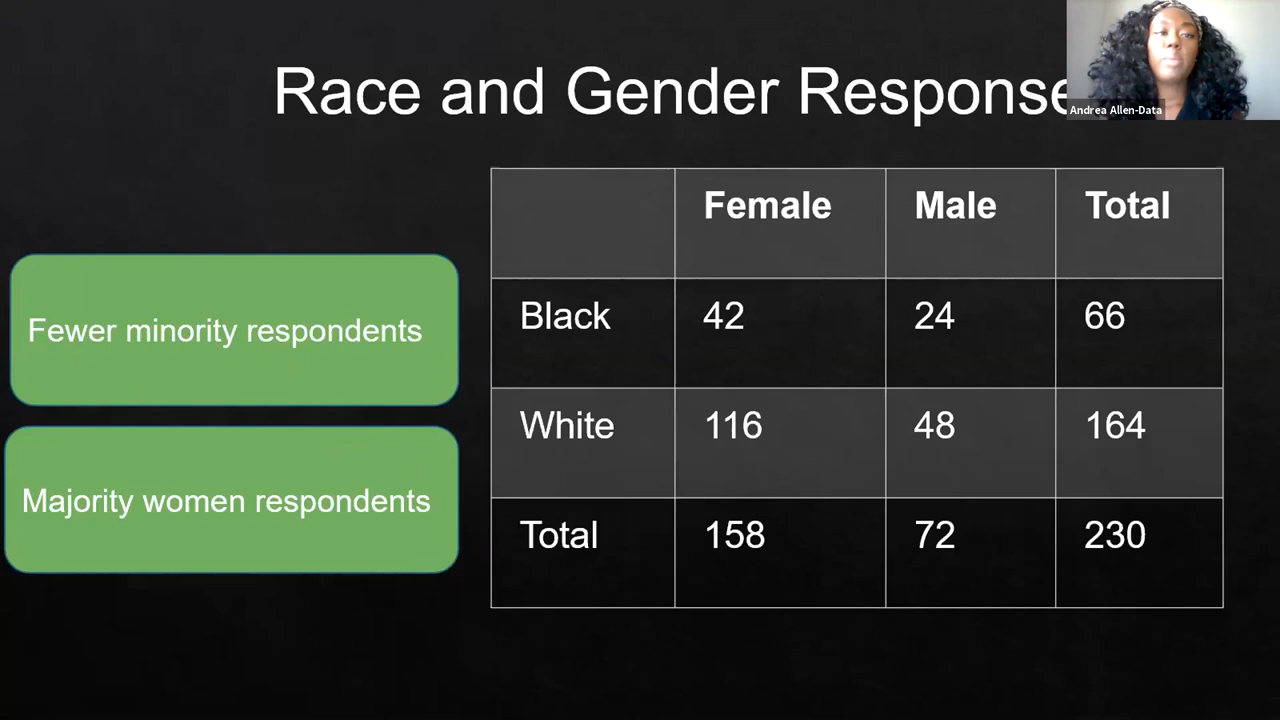 Race and Gender Response
Andrea Allen-Data
Female Male Total
Black 42 24 66
White 116 48 164
Total 158 72 230
Fewer minority respondents
Majority women respondents